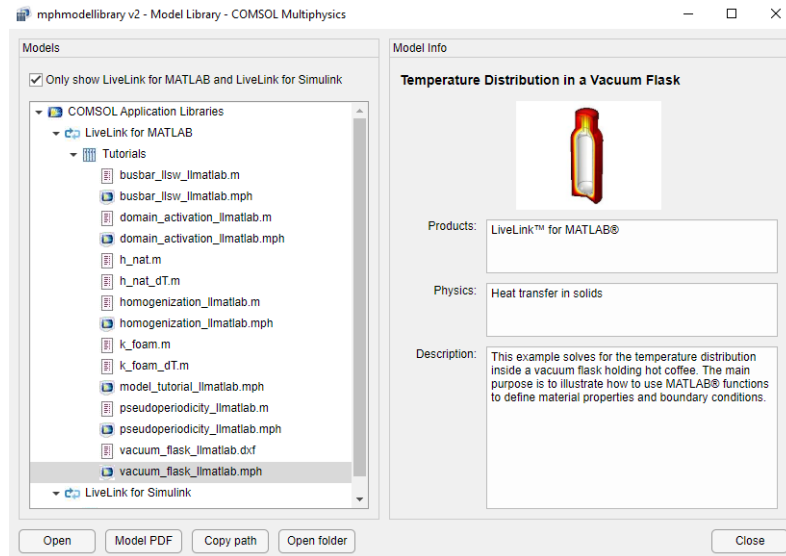 mphmodellibrary v2 - Model Library - COMSOL Multiphysics
Models
Only show LiveLink for MATLAB and LiveLink for Simulink
COMSOL Application Libraries
LiveLink for MATLAB
Tutorials
busbar_llsw_llmatlab.m
busbar_llsw_llmatlab.mph
domain_activation_llmatlab.m
domain_activation_llmatlab.mph
h_nat.m
h_nat_dT.m
homogenization_llmatlab.m
homogenization_llmatlab.mph
k_foam.m
k_foam_dT.m
model_tutorial_llmatlab.mph
pseudoperiodicity_llmatlab.m
pseudoperiodicity_llmatlab.mph
vacuum_flask_llmatlab.dxf
vacuum_flask_llmatlab.mph
LiveLink for Simulink
Open
Model PDF
Copy path
Open folder
Model Info
Temperature Distribution in a Vacuum Flask
Products:
LiveLink™ for MATLAB®
Physics:
Heat transfer in solids
Description:
This example solves for the temperature distribution
inside a vacuum flask holding hot coffee. The main
purpose is to illustrate how to use MATLAB® functions
to define material properties and boundary conditions.
Close